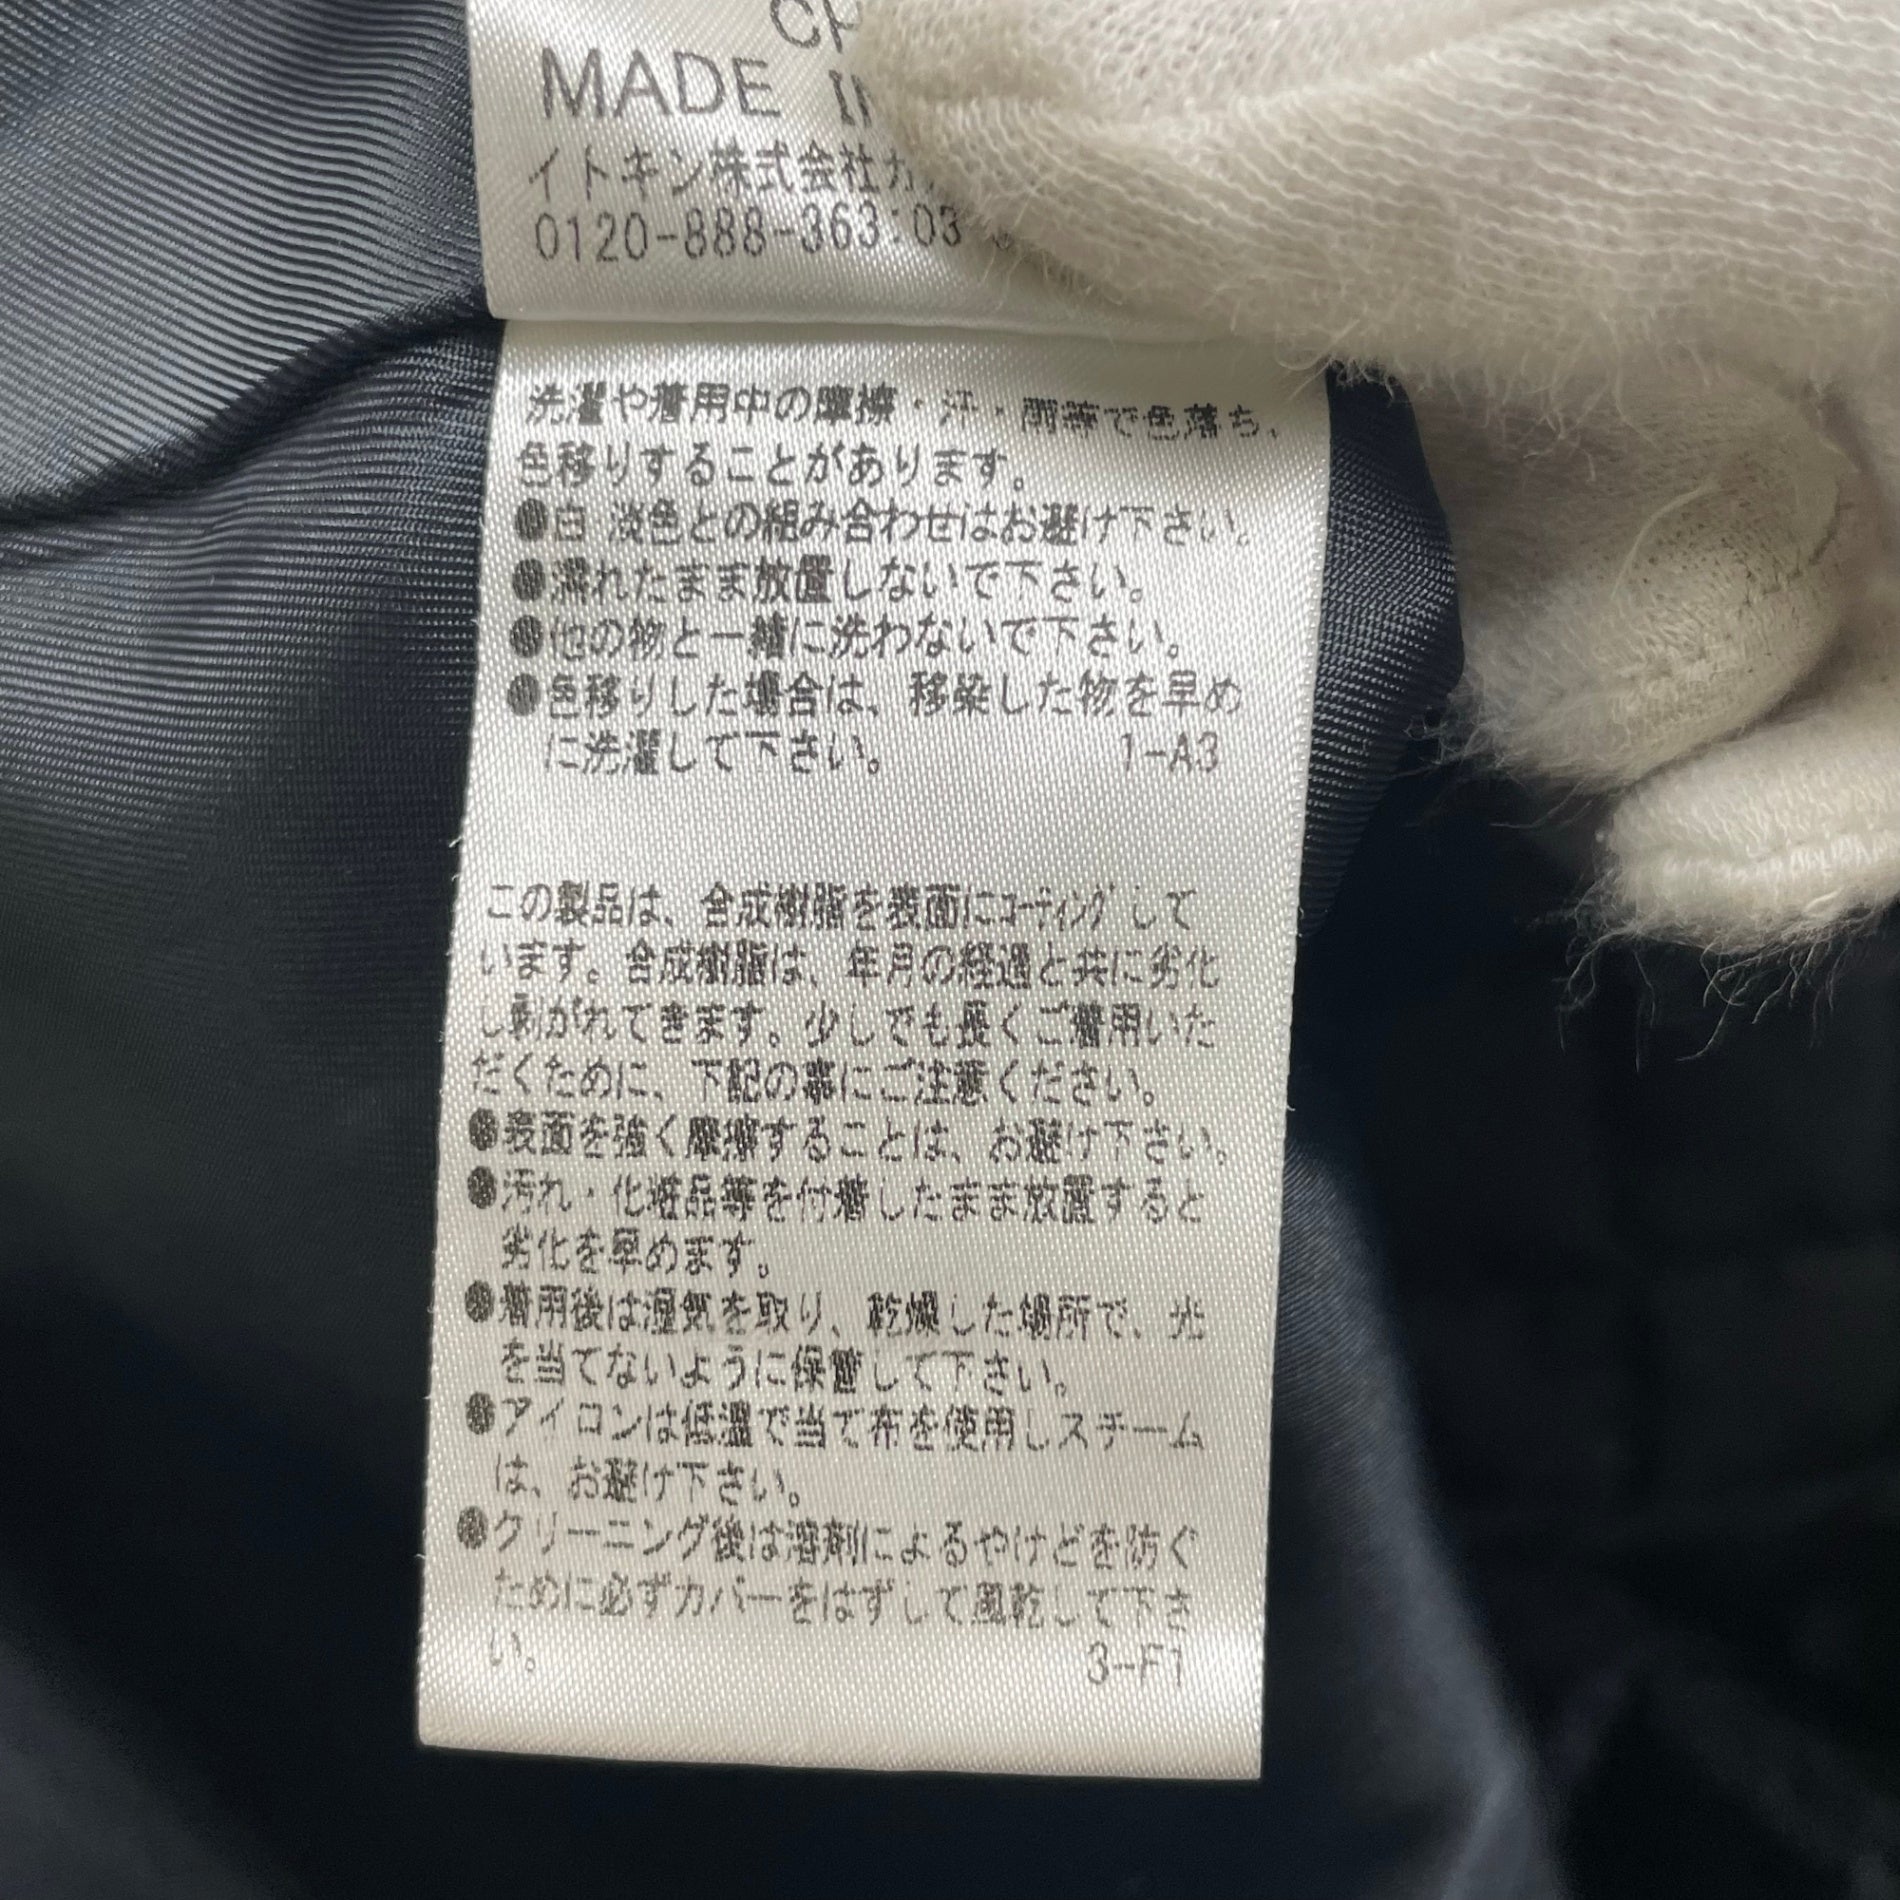 MADE
イトキン株式会社カ
0120-888-363:03
洗濯や着用中の摩擦・汗・雨等で色落ち、
色移りすることがあります。
●白 淡色との組み合わせはお避け下さい。
●濡れたまま放置しないで下さい。
●他の物と一緒に洗わないで下さい。
●色移りした場合は、移染した物を早め
に洗濯して下さい。 1-A3
この製品は、合成樹脂を表面にｺｰﾃｨﾝｸﾞして
います。合成樹脂は、年月の経過と共に劣化
し剥がれてきます。少しでも長くご着用いた
だくために、下記の事にご注意ください。
●表面を強く摩擦することは、お避け下さい。
●汚れ・化粧品等を付着したまま放置すると
劣化を早めます。
●着用後は湿気を取り、乾燥した場所で、光
を当てないように保管して下さい。
●アイロンは低温で当て布を使用しスチーム
は、お避け下さい。
●クリーニング後は溶剤によるやけどを防ぐ
ために必ずカバーをはずして風乾して下さ
い。 3-F1